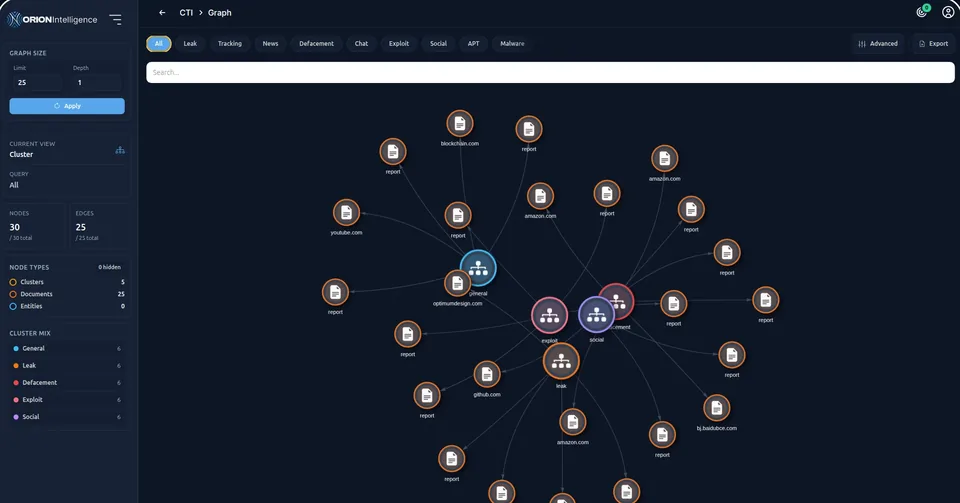 ORIONIntelligence
CTI > Graph
0
All
Leak
Tracking
News
Defacement
Chat
Exploit
Social
APT
Malware
Advanced
Export
Search...
GRAPH SIZE
Limit
Depth
25
1
Apply
CURRENT VIEW
Cluster
QUERY
All
NODES
EDGES
30
25
/ 30 total
/ 25 total
NODE TYPES
0 hidden
Clusters 5
Documents 25
Entities 0
CLUSTER MIX
General 6
Leak 6
Defacement 6
Exploit 6
Social 6
blockchain.com
report
report
amazon.com
amazon.com
report
report
youtube.com
report
report
general
optimumdesign.com
report
report
report
cement
exploit
social
report
report
leak
github.com
report
bj.baidubce.com
amazon.com
report
report